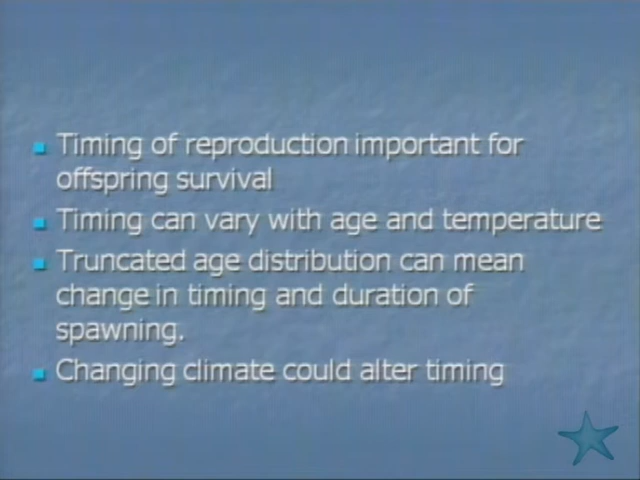 Timing of reproduction important for
offspring survival
Timing can vary with age and temperature
Truncated age distribution can mean
change in timing and duration of
spawning.
Changing climate could alter timing